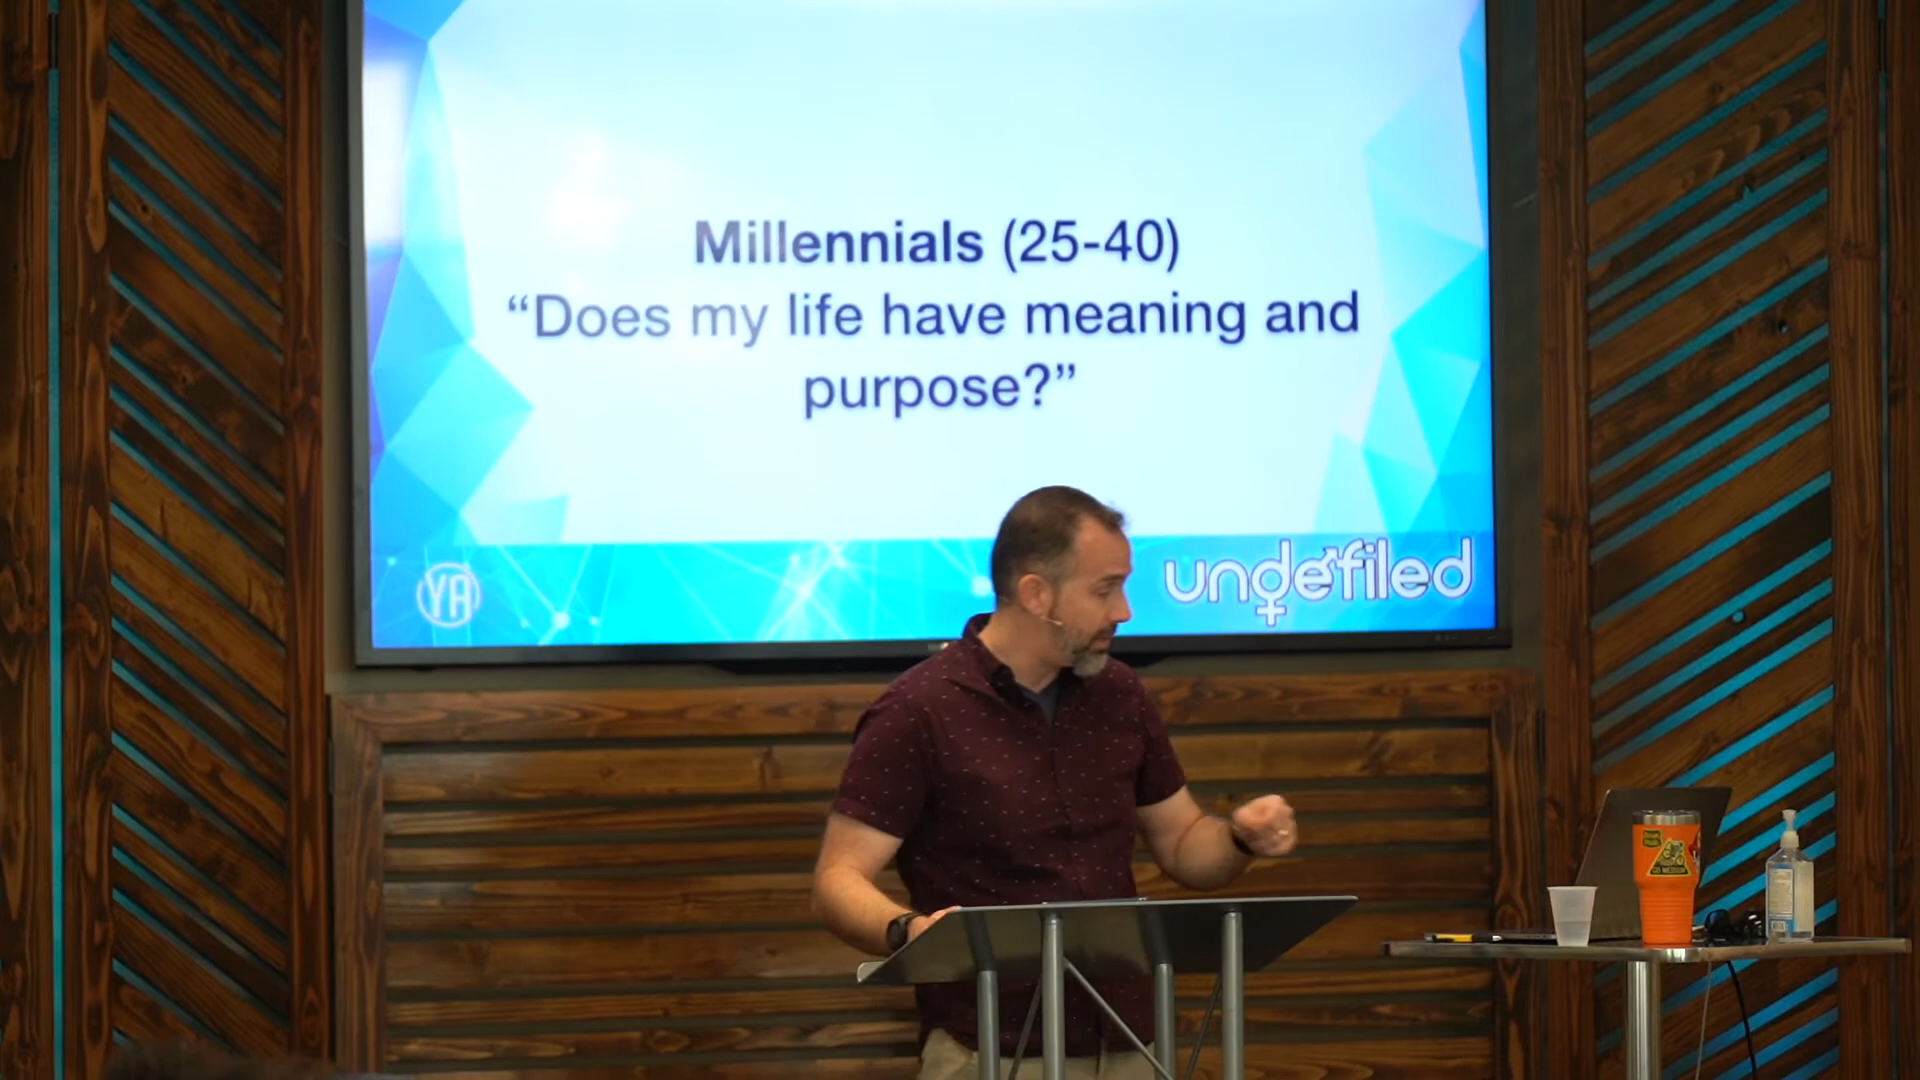 Millennials (25-40)
“Does my life have meaning and
purpose?”
YA
undefiled